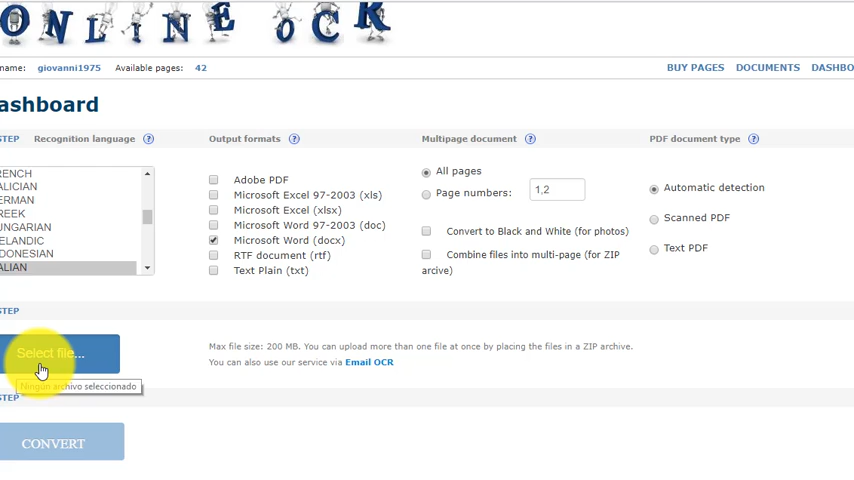 ONLINE OCR
name: giovanni1975 Available pages: 42 BUY PAGES DOCUMENTS DASHBO
ashboard
STEP Recognition language ? Output formats ? Multipage document ? PDF document type ?
RENCH
ALICIAN
ERMAN
REEK
UNGARIAN
ELANDIC
DONESIAN
ALIAN
Adobe PDF
Microsoft Excel 97-2003 (xls)
Microsoft Excel (xlsx)
Microsoft Word 97-2003 (doc)
Microsoft Word (docx)
RTF document (rtf)
Text Plain (txt)
All pages
Page numbers: 1,2
Convert to Black and White (for photos)
Combine files into multi-page (for ZIP
arcive)
Automatic detection
Scanned PDF
Text PDF
STEP
Select file...
Max file size: 200 MB. You can upload more than one file at once by placing the files in a ZIP archive.
You can also use our service via Email OCR
Ningún archivo seleccionado
STEP
CONVERT